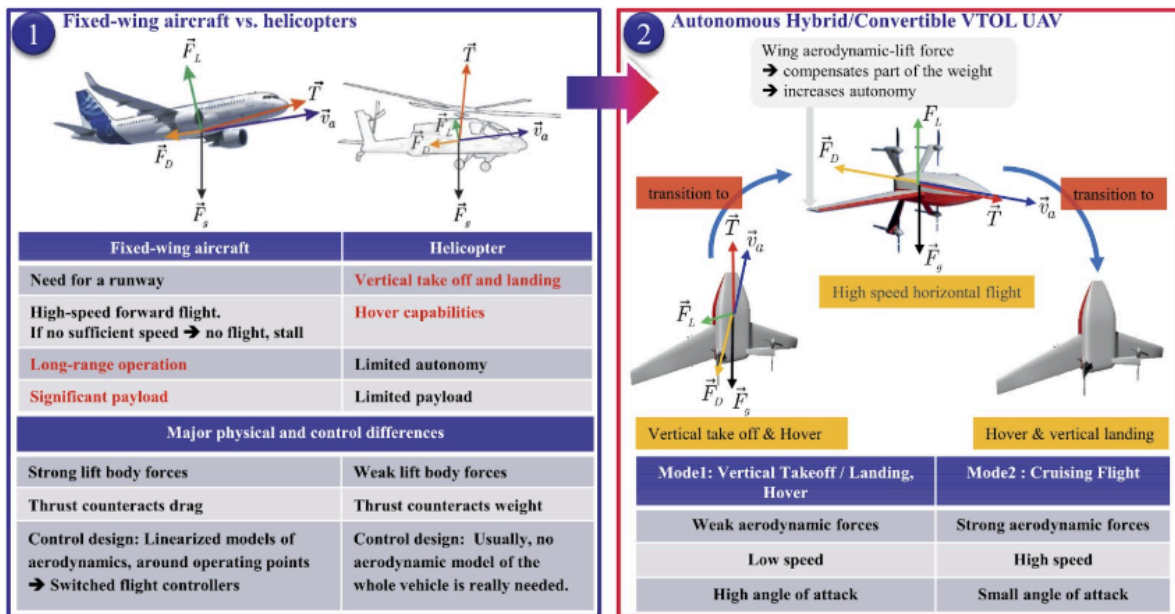 1
Fixed-wing aircraft vs. helicopters
F_L
T
v_a
F_D
F_g
T
F_L
F_D
v_a
F_g
Fixed-wing aircraft Helicopter
Need for a runway Vertical take off and landing
High-speed forward flight. Hover capabilities
If no sufficient speed ➔ no flight, stall
Long-range operation Limited autonomy
Significant payload Limited payload
Major physical and control differences
Strong lift body forces Weak lift body forces
Thrust counteracts drag Thrust counteracts weight
Control design: Linearized models of
aerodynamics, around operating points
➔ Switched flight controllers
Control design: Usually, no
aerodynamic model of the
whole vehicle is really needed.
2
Autonomous Hybrid/Convertible VTOL UAV
Wing aerodynamic-lift force
➔ compensates part of the weight
➔ increases autonomy
F_L
F_D
T
v_a
F_g
transition to
transition to
High speed horizontal flight
T
v_a
F_L
F_D
F_g
Vertical take off & Hover
Hover & vertical landing
Mode1: Vertical Takeoff / Landing,
Hover
Mode2 : Cruising Flight
Weak aerodynamic forces Strong aerodynamic forces
Low speed High speed
High angle of attack Small angle of attack